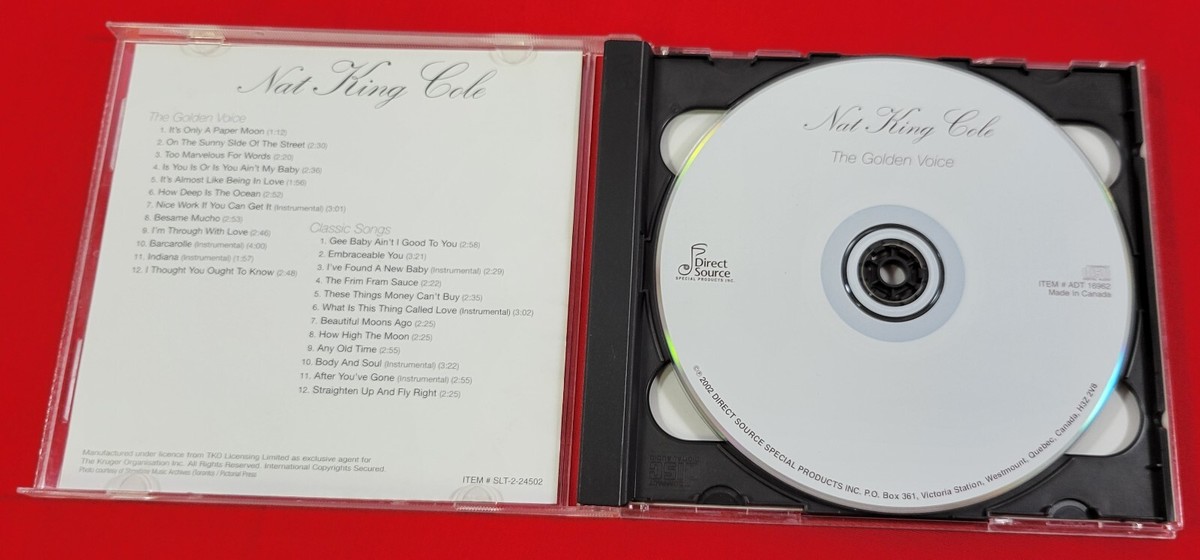 Nat King Cole
The Golden Voice
1. It's Only A Paper Moon (1:12)
2. On The Sunny Slide Of The Street (2:30)
3. Too Marvelous For Words (2:20)
4. Is You Is Or Is You Ain't My Baby (2:36)
5. It's Almost Like Being In Love (1:56)
6. How Deep Is The Ocean (2:52)
7. Nice Work If You Can Get It (Instrumental) (3:01)
8. Besame Mucho (2:53)
9. I'm Through With Love (2:46)
10. Barcarolle (Instrumental) (4:00)
11. Indiana (Instrumental) (1:57)
12. I Thought You Ought To Know (2:48)
Classic Songs
1. Gee Baby Ain't I Good To You (2:58)
2. Embraceable You (3:21)
3. I've Found A New Baby (Instrumental) (2:29)
4. The Frim Fram Sauce (2:22)
5. These Things Money Can't Buy (2:35)
6. What Is This Thing Called Love (Instrumental) (3:02)
7. Beautiful Moons Ago (2:25)
8. How High The Moon (2:25)
9. Any Old Time (2:55)
10. Body And Soul (Instrumental) (3:22)
11. After You've Gone (Instrumental) (2:55)
12. Straighten Up And Fly Right (2:25)
Manufactured under licence from TKO Licensing Limited as exclusive agent for
The Kruger Organisation Inc. All Rights Reserved. International Copyrights Secured.
Photo courtesy of Showtime Music Archives (Toronto) / Pictorial Press
ITEM # SLT-2-24502
Nat King Cole
The Golden Voice
Direct
Source
SPECIAL PRODUCTS INC.
ITEM # ADT 16962
Made in Canada
©℗ 2002 DIRECT SOURCE SPECIAL PRODUCTS INC. P.O. Box 361, Victoria Station, Westmount, Quebec, Canada, H3Z 2V8